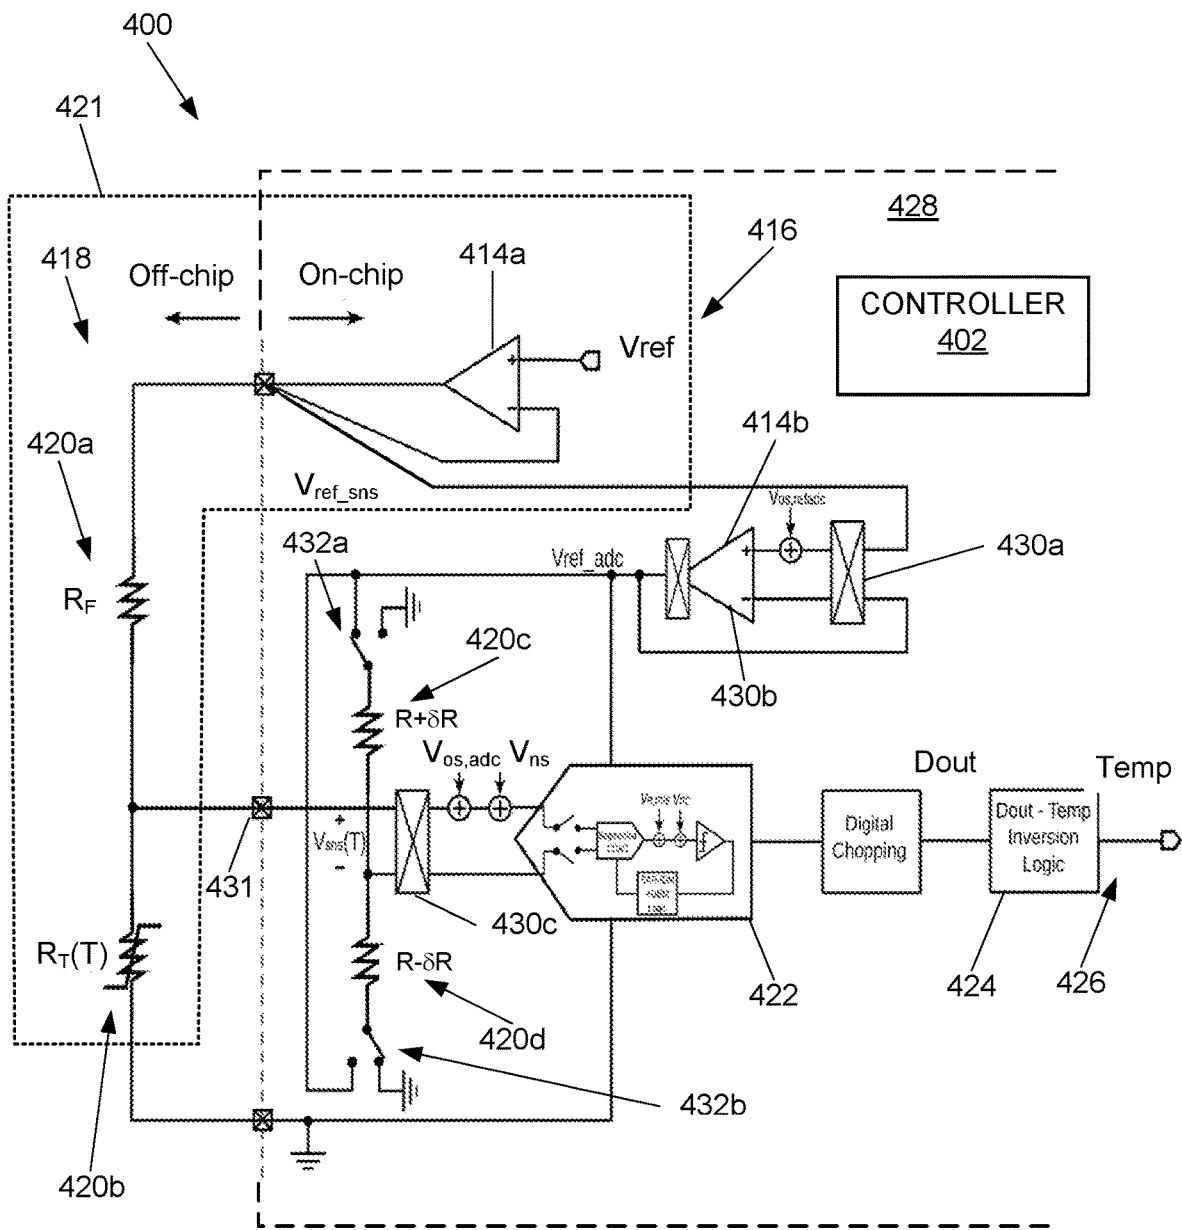 400
421
428
416
418
Off-chip
On-chip
414a
CONTROLLER
402
Vref
420a
414b
Vref_sns
Vos,refadc
432a
Vref_adc
430a
RF
420c
430b
R+δR
Vos,adc Vns
Dout
Temp
+
Vsns(T)
-
Digital
Chopping
Dout - Temp
Inversion
Logic
431
430c
RT(T)
R-δR
422
424
426
420d
432b
420b